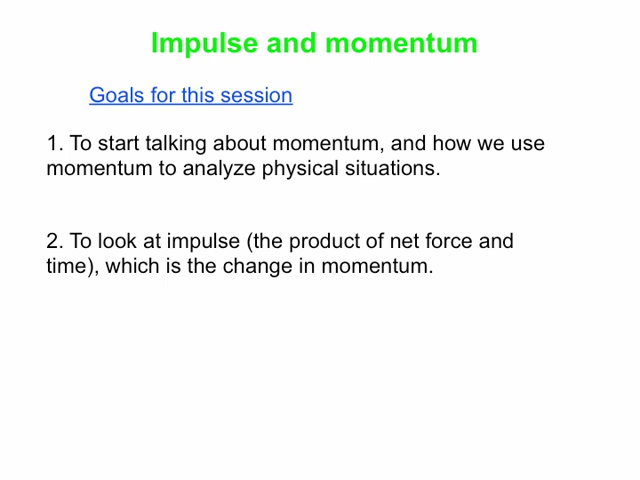 Impulse and momentum
Goals for this session
1. To start talking about momentum, and how we use
momentum to analyze physical situations.
2. To look at impulse (the product of net force and
time), which is the change in momentum.